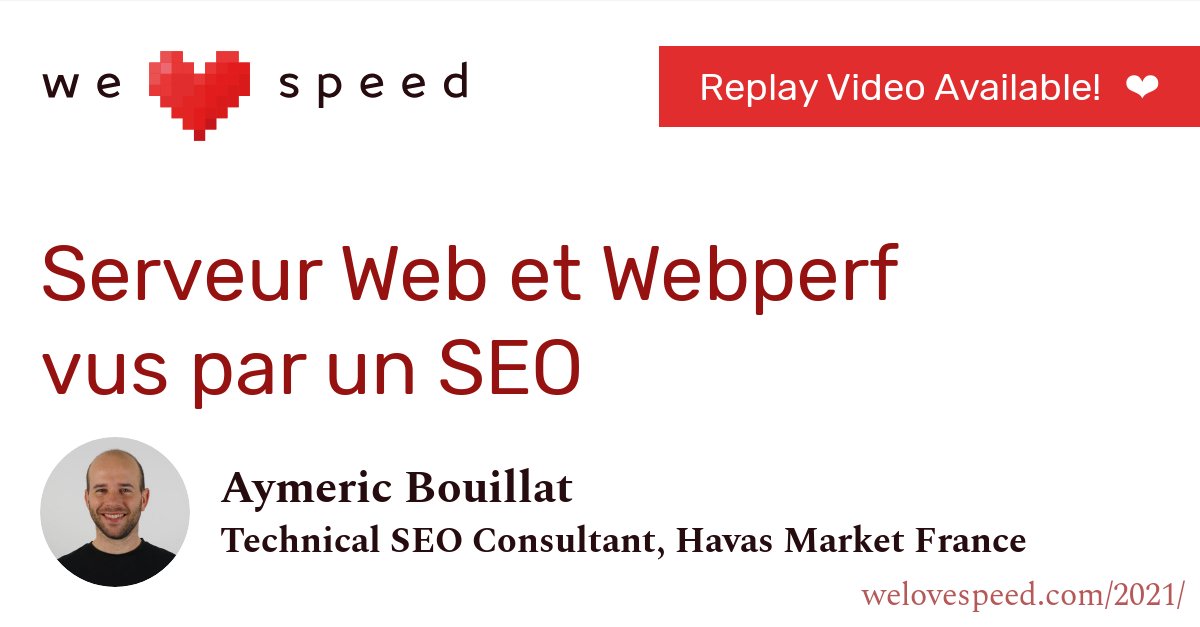 we speed
Replay Video Available! ❤
Serveur Web et Webperf
vus par un SEO
Aymeric Bouillat
Technical SEO Consultant, Havas Market France
welovespeed.com/2021/